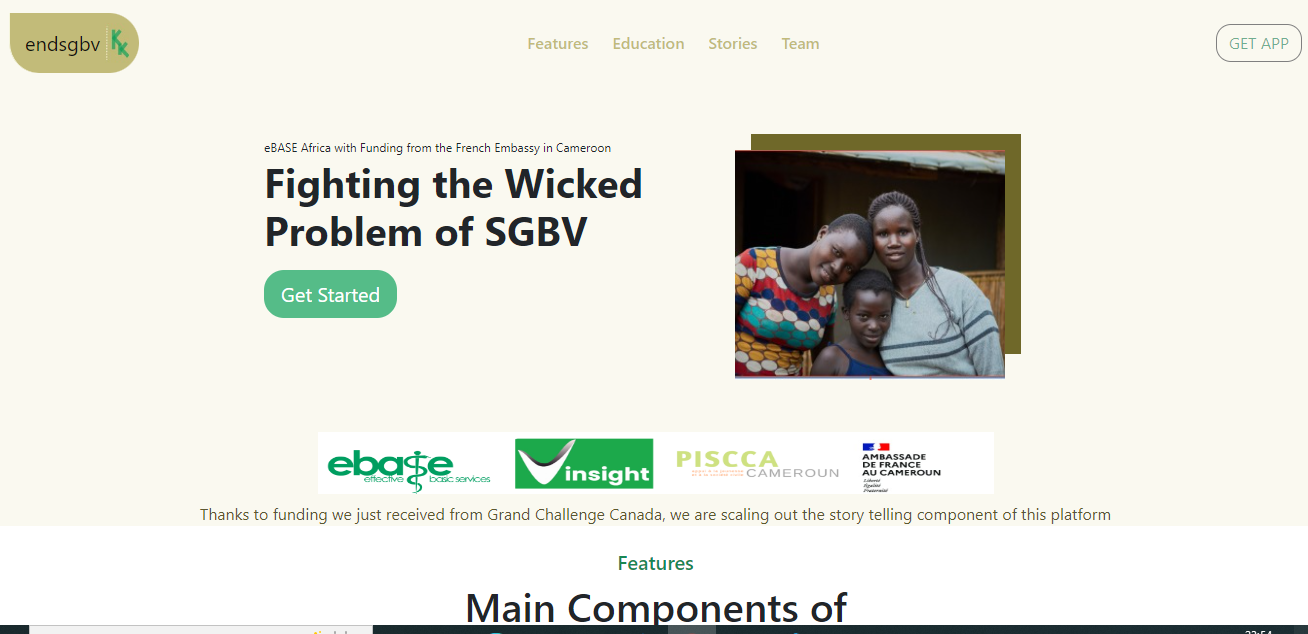 endsgbv KK
Features Education Stories Team
GET APP
eBASE Africa with Funding from the French Embassy in Cameroon
Fighting the Wicked
Problem of SGBV
Get Started
ebase
effective basic services
insight
PISCCA
CAMEROUN
AMBASSADE
DE FRANCE
AU CAMEROUN
Liberté
Égalité
Fraternité
Thanks to funding we just received from Grand Challenge Canada, we are scaling out the story telling component of this platform
Features
Main Components of